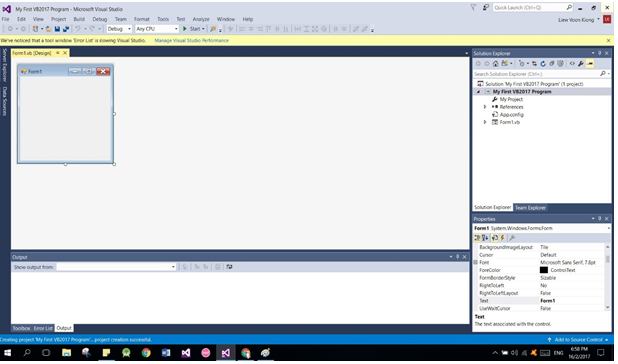 My First VB2017 Program - Microsoft Visual Studio
Quick Launch (Ctrl+Q)
File Edit View Project Build Debug Team Format Tools Test Analyze Window Help
Liew Voon Kiong
Debug Any CPU Start
We've noticed that a tool window 'Error List' is slowing Visual Studio. Manage Visual Studio Performance
Server Explorer
Data Sources
Form1.vb [Design]
Form1
Solution Explorer
Search Solution Explorer (Ctrl+;)
Solution 'My First VB2017 Program' (1 project)
My First VB2017 Program
My Project
References
App.config
Form1.vb
Solution Explorer Team Explorer
Properties
Form1 System.Windows.Forms.Form
BackgroundImageLayout Tile
Cursor Default
Font Microsoft Sans Serif, 7.8pt
ForeColor ControlText
FormBorderStyle Sizable
RightToLeft No
RightToLeftLayout False
Text Form1
UseWaitCursor False
Text
The text associated with the control.
Output
Show output from:
Toolbox Error List Output
Creating project 'My First VB2017 Program'... project creation successful.
Add to Source Control
ENG
6:58 PM
16/2/2017